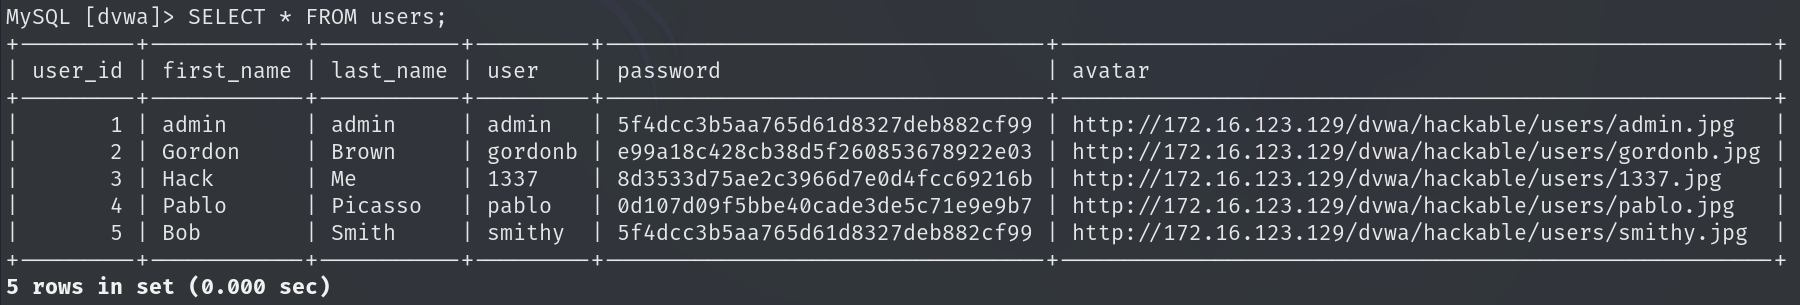 MySQL [dvwa]> SELECT * FROM users;
+---------+------------+-----------+---------+----------------------------------+-------------------------------------------------------+
| user_id | first_name | last_name | user    | password                         | avatar                                                |
+---------+------------+-----------+---------+----------------------------------+-------------------------------------------------------+
|       1 | admin      | admin     | admin   | 5f4dcc3b5aa765d61d8327deb882cf99 | http://172.16.123.129/dvwa/hackable/users/admin.jpg   |
|       2 | Gordon     | Brown     | gordonb | e99a18c428cb38d5f260853678922e03 | http://172.16.123.129/dvwa/hackable/users/gordonb.jpg |
|       3 | Hack       | Me        | 1337    | 8d3533d75ae2c3966d7e0d4fcc69216b | http://172.16.123.129/dvwa/hackable/users/1337.jpg    |
|       4 | Pablo      | Picasso   | pablo   | 0d107d09f5bbe40cade3de5c71e9e9b7 | http://172.16.123.129/dvwa/hackable/users/pablo.jpg   |
|       5 | Bob        | Smith     | smithy  | 5f4dcc3b5aa765d61d8327deb882cf99 | http://172.16.123.129/dvwa/hackable/users/smithy.jpg  |
+---------+------------+-----------+---------+----------------------------------+-------------------------------------------------------+
5 rows in set (0.000 sec)